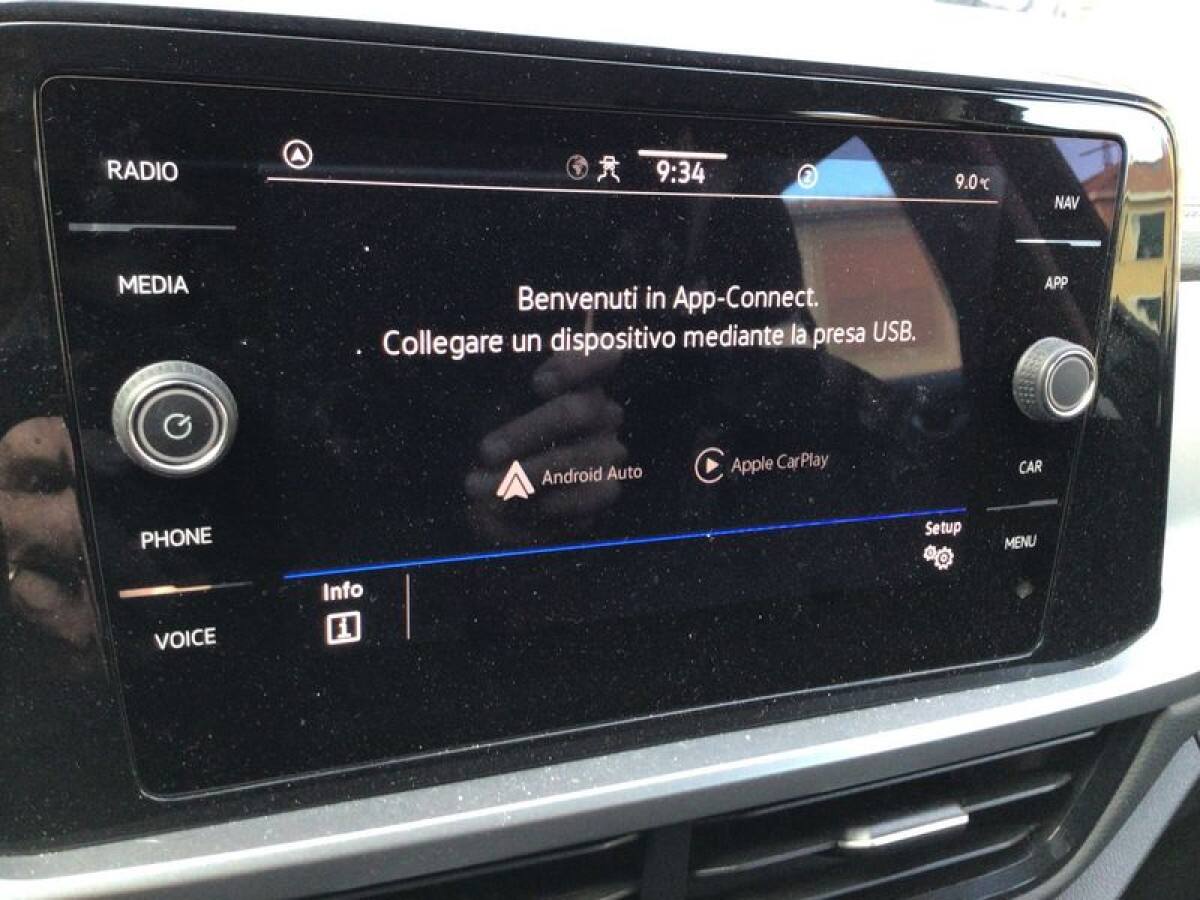 RADIO
MEDIA
PHONE
VOICE
9:34
2
9.0 °C
Benvenuti in App-Connect.
Collegare un dispositivo mediante la presa USB.
Android Auto
Apple CarPlay
Setup
Info
i
NAV
APP
CAR
MENU